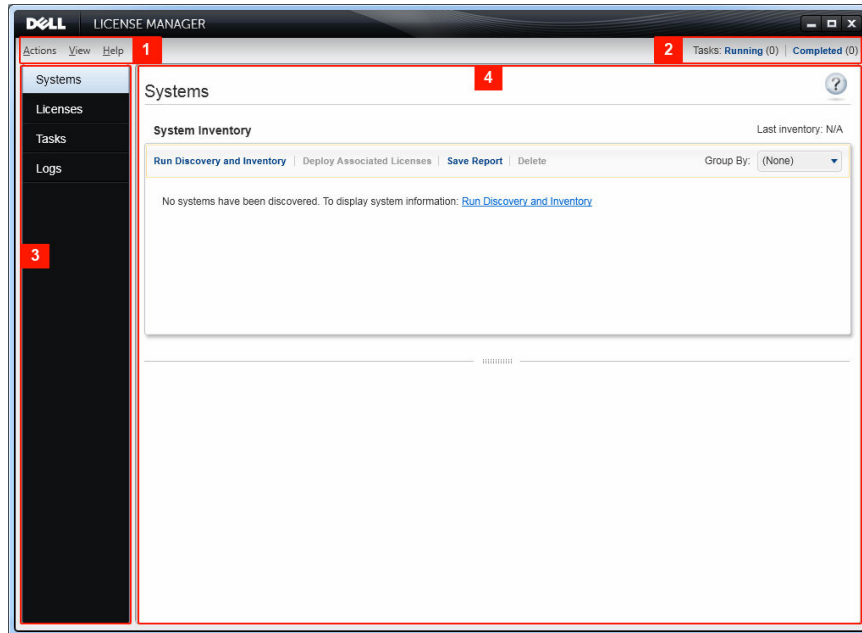 DELL LICENSE MANAGER
Actions View Help 1 2 Tasks: Running (0) | Completed (0)
Systems
Licenses
Tasks
Logs
3
4
Systems
?
System Inventory Last inventory: N/A
Run Discovery and Inventory | Deploy Associated Licenses | Save Report | Delete Group By: (None)
No systems have been discovered. To display system information: Run Discovery and Inventory